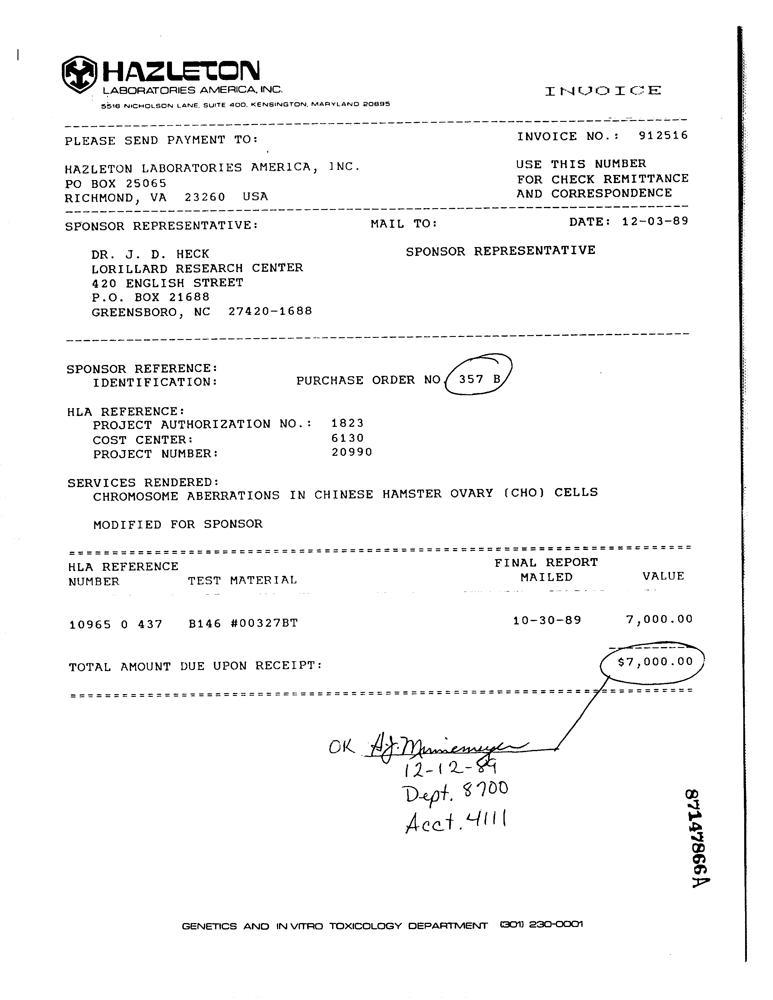 HAZLETON
LABORATORIES AMERICA, INC.
5516 NICHOLSON LANE, SUITE 400, KENSINGTON, MARYLAND 20895
INVOICE
PLEASE SEND PAYMENT TO:
INVOICE NO.: 912516
HAZLETON LABORATORIES AMERICA, INC.
PO BOX 25065
RICHMOND, VA 23260 USA
USE THIS NUMBER
FOR CHECK REMITTANCE
AND CORRESPONDENCE
SPONSOR REPRESENTATIVE: MAIL TO: DATE: 12-03-89
DR. J. D. HECK
LORILLARD RESEARCH CENTER
420 ENGLISH STREET
P.O. BOX 21688
GREENSBORO, NC 27420-1688
SPONSOR REPRESENTATIVE
SPONSOR REFERENCE:
IDENTIFICATION: PURCHASE ORDER NO 357 B
HLA REFERENCE:
PROJECT AUTHORIZATION NO.: 1823
COST CENTER: 6130
PROJECT NUMBER: 20990
SERVICES RENDERED:
CHROMOSOME ABERRATIONS IN CHINESE HAMSTER OVARY (CHO) CELLS
MODIFIED FOR SPONSOR
HLA REFERENCE FINAL REPORT
NUMBER TEST MATERIAL MAILED VALUE
10965 0 437 B146 #00327BT 10-30-89 7,000.00
TOTAL AMOUNT DUE UPON RECEIPT: $7,000.00
OK A.J.
12-12-89
Dept. 8700
Acct. 4111
87147866A
GENETICS AND IN VITRO TOXICOLOGY DEPARTMENT (301) 230-0001